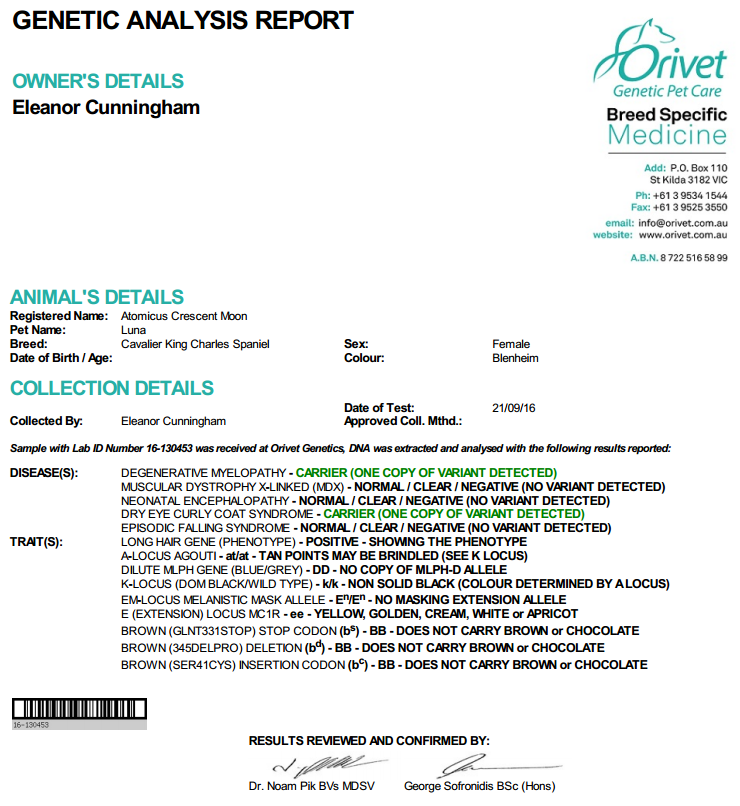 GENETIC ANALYSIS REPORT
OWNER'S DETAILS
Eleanor Cunningham
Orivet
Genetic Pet Care
Breed Specific
Medicine
Add: P.O. Box 110
St Kilda 3182 VIC
Ph: +61 3 9534 1544
Fax: +61 3 9525 3550
email: info@orivet.com.au
website: www.orivet.com.au
A.B.N. 8 722 516 58 99
ANIMAL'S DETAILS
Registered Name: Atomicus Crescent Moon
Pet Name: Luna
Breed: Cavalier King Charles Spaniel Sex: Female
Date of Birth / Age: Colour: Blenheim
COLLECTION DETAILS
Date of Test: 21/09/16
Collected By: Eleanor Cunningham Approved Coll. Mthd.:
Sample with Lab ID Number 16-130453 was received at Orivet Genetics, DNA was extracted and analysed with the following results reported:
DISEASE(S): DEGENERATIVE MYELOPATHY - CARRIER (ONE COPY OF VARIANT DETECTED)
MUSCULAR DYSTROPHY X-LINKED (MDX) - NORMAL / CLEAR / NEGATIVE (NO VARIANT DETECTED)
NEONATAL ENCEPHALOPATHY - NORMAL / CLEAR / NEGATIVE (NO VARIANT DETECTED)
DRY EYE CURLY COAT SYNDROME - CARRIER (ONE COPY OF VARIANT DETECTED)
EPISODIC FALLING SYNDROME - NORMAL / CLEAR / NEGATIVE (NO VARIANT DETECTED)
TRAIT(S): LONG HAIR GENE (PHENOTYPE) - POSITIVE - SHOWING THE PHENOTYPE
A-LOCUS AGOUTI - at/at - TAN POINTS MAY BE BRINDLED (SEE K LOCUS)
DILUTE MLPH GENE (BLUE/GREY) - DD - NO COPY OF MLPH-D ALLELE
K-LOCUS (DOM BLACK/WILD TYPE) - k/k - NON SOLID BLACK (COLOUR DETERMINED BY A LOCUS)
EM-LOCUS MELANISTIC MASK ALLELE - Eⁿ/Eⁿ - NO MASKING EXTENSION ALLELE
E (EXTENSION) LOCUS MC1R - ee - YELLOW, GOLDEN, CREAM, WHITE or APRICOT
BROWN (GLNT331STOP) STOP CODON (bˢ) - BB - DOES NOT CARRY BROWN or CHOCOLATE
BROWN (345DELPRO) DELETION (bᵈ) - BB - DOES NOT CARRY BROWN or CHOCOLATE
BROWN (SER41CYS) INSERTION CODON (bᶜ) - BB - DOES NOT CARRY BROWN or CHOCOLATE
16-130453
RESULTS REVIEWED AND CONFIRMED BY:
Dr. Noam Pik BVs MDSV George Sofronidis BSc (Hons)